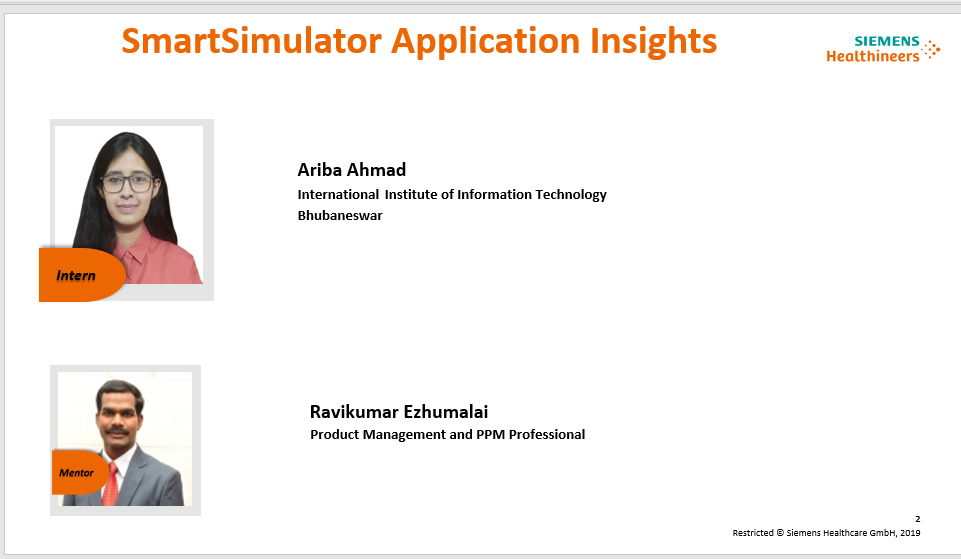 SmartSimulator Application Insights
SIEMENS
Healthineers
Ariba Ahmad
International Institute of Information Technology
Bhubaneswar
Intern
Ravikumar Ezhumalai
Product Management and PPM Professional
Mentor
2
Restricted © Siemens Healthcare GmbH, 2019